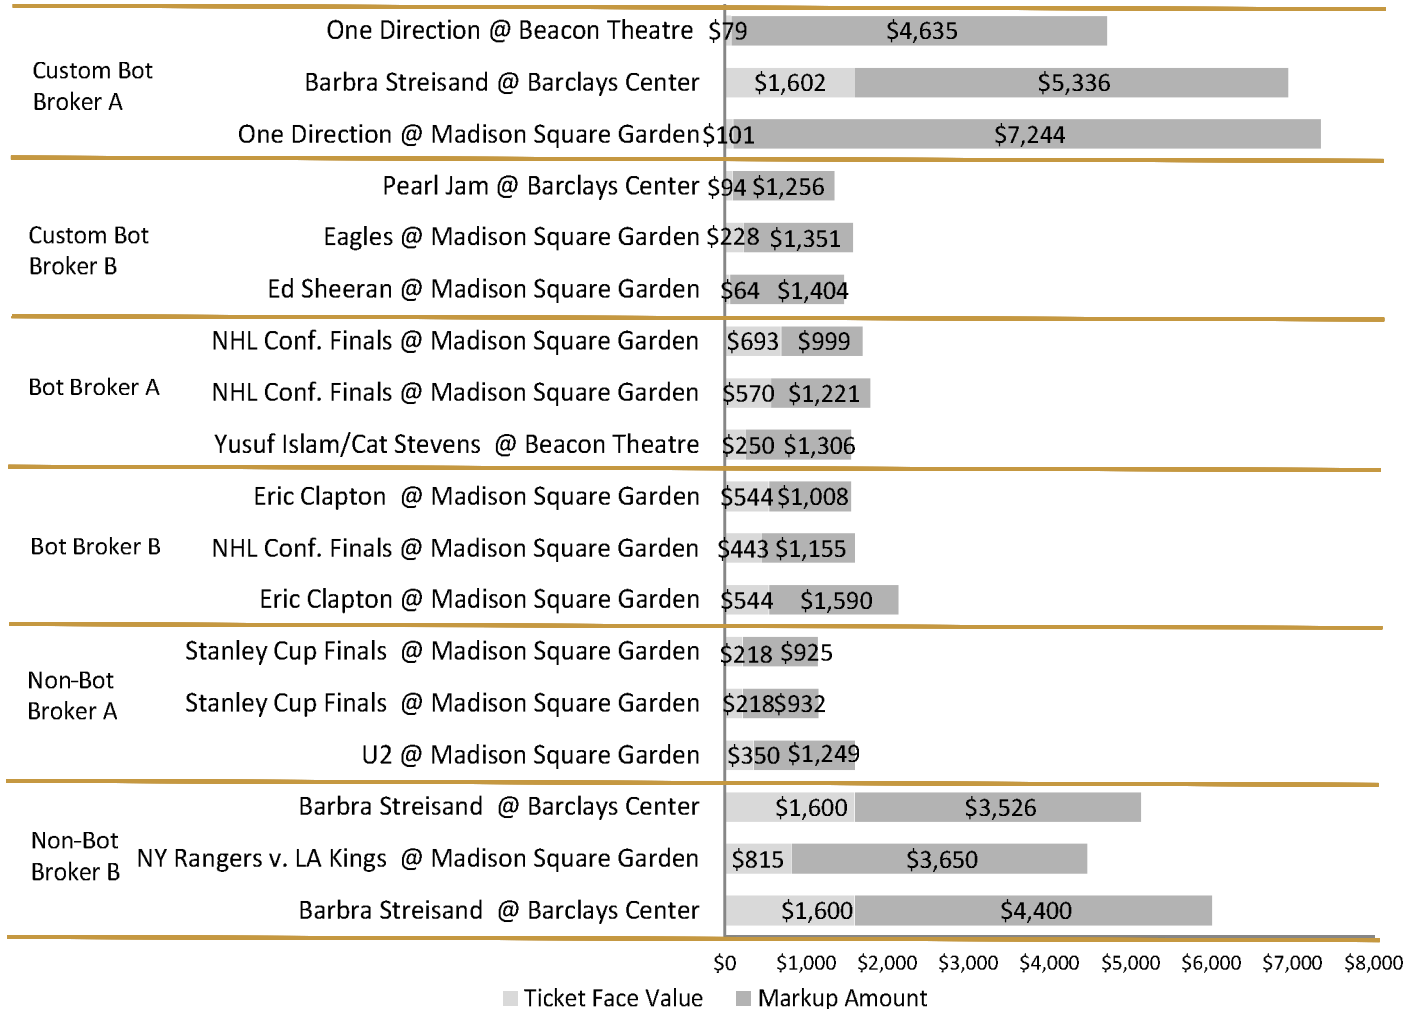 One Direction @ Beacon Theatre $79 $4,635
Custom Bot
Broker A
Barbra Streisand @ Barclays Center $1,602 $5,336
One Direction @ Madison Square Garden $101 $7,244
Pearl Jam @ Barclays Center $94 $1,256
Custom Bot
Broker B
Eagles @ Madison Square Garden $228 $1,351
Ed Sheeran @ Madison Square Garden $64 $1,404
NHL Conf. Finals @ Madison Square Garden $693 $999
Bot Broker A
NHL Conf. Finals @ Madison Square Garden $570 $1,221
Yusuf Islam/Cat Stevens @ Beacon Theatre $250 $1,306
Eric Clapton @ Madison Square Garden $544 $1,008
Bot Broker B
NHL Conf. Finals @ Madison Square Garden $443 $1,155
Eric Clapton @ Madison Square Garden $544 $1,590
Stanley Cup Finals @ Madison Square Garden $218 $925
Non-Bot
Broker A
Stanley Cup Finals @ Madison Square Garden $218 $932
U2 @ Madison Square Garden $350 $1,249
Barbra Streisand @ Barclays Center $1,600 $3,526
Non-Bot
Broker B
NY Rangers v. LA Kings @ Madison Square Garden $815 $3,650
Barbra Streisand @ Barclays Center $1,600 $4,400
$0 $1,000 $2,000 $3,000 $4,000 $5,000 $6,000 $7,000 $8,000
Ticket Face Value Markup Amount